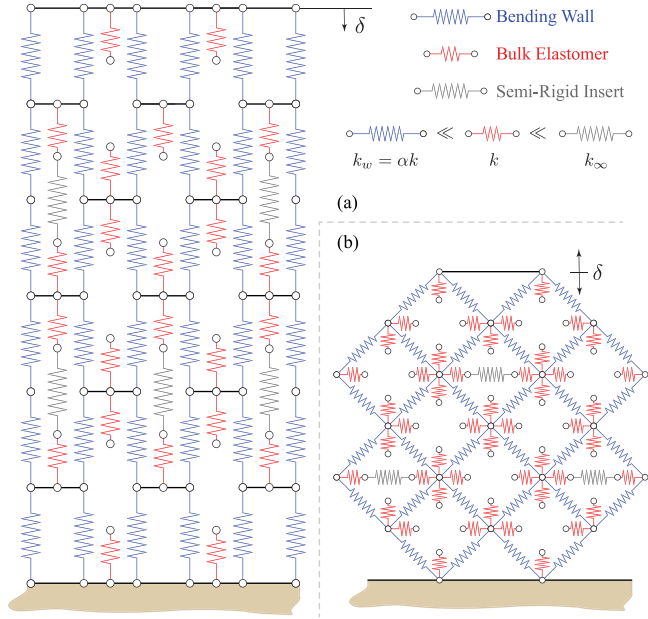 δ
Bending Wall
Bulk Elastomer
Semi-Rigid Insert
≪ ≪
k_w = αk k k_∞
(a)
(b)
δ